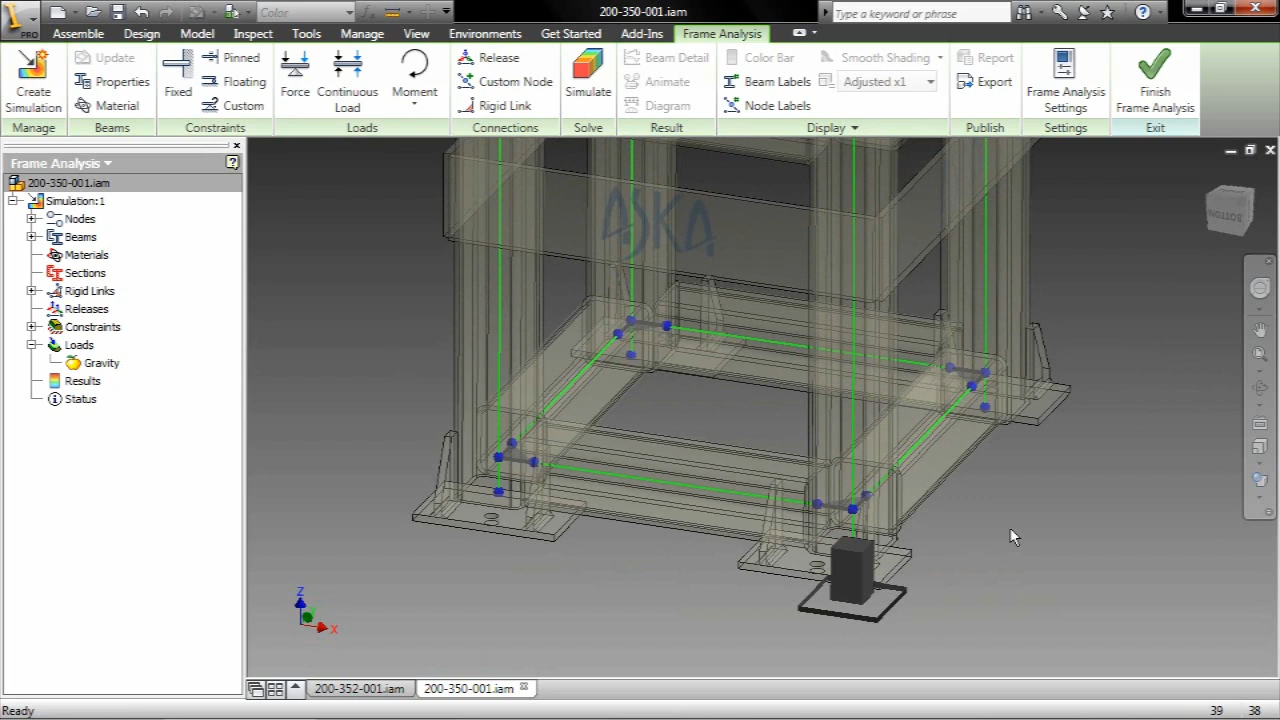 PRO
Color
200-350-001.iam
Type a keyword or phrase
Assemble Design Model Inspect Tools Manage View Environments Get Started Add-Ins Frame Analysis
Create
Simulation
Manage
Update
Properties
Material
Beams
Fixed
Pinned
Floating
Custom
Constraints
Force
Continuous
Load
Moment
Loads
Release
Custom Node
Rigid Link
Connections
Simulate
Solve
Beam Detail
Animate
Diagram
Result
Color Bar
Beam Labels
Node Labels
Smooth Shading
Adjusted x1
Display
Report
Export
Publish
Frame Analysis
Settings
Settings
Finish
Frame Analysis
Exit
Frame Analysis
200-350-001.iam
Simulation:1
Nodes
Beams
Materials
Sections
Rigid Links
Releases
Constraints
Loads
Gravity
Results
Status
ASKA
BOTTOM
Z
Y
X
200-352-001.iam
200-350-001.iam
Ready
39 38